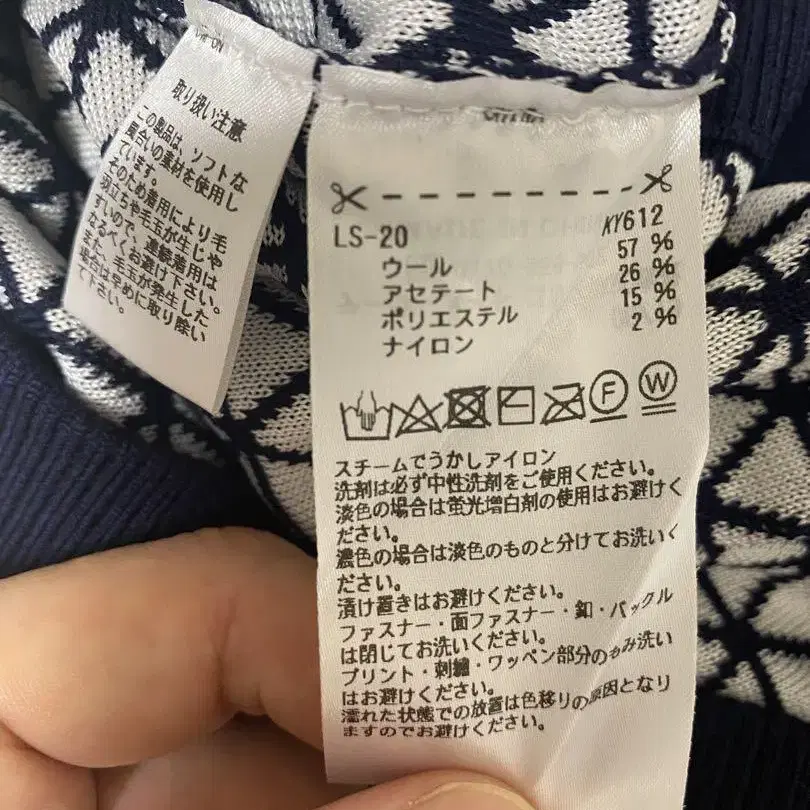 取り扱い注意
この製品は、ソフトな
風合いの素材を使用し
ています。
そのため着用により毛
羽立ちや毛玉が生じや
すいので、連続着用は
なるべくお避け下さい。
また、毛玉が発生した
場合は早めに取り除い
て下さい。
LS-20 KY612
ウール 57 %
アセテート 26 %
ポリエステル 15 %
ナイロン 2 %
F W
スチームでうかしアイロン
洗剤は必ず中性洗剤をご使用ください。
淡色の場合は蛍光増白剤の使用はお避けく
ださい。
濃色の場合は淡色のものと分けてお洗いく
ださい。
漬け置きはお避けください。
ファスナー・面ファスナー・釦・バックル
は閉じてお洗いください。
プリント・刺繍・ワッペン部分のもみ洗い
はお避けください。
濡れた状態での放置は色移りの原因となり
ますのでお避けください。